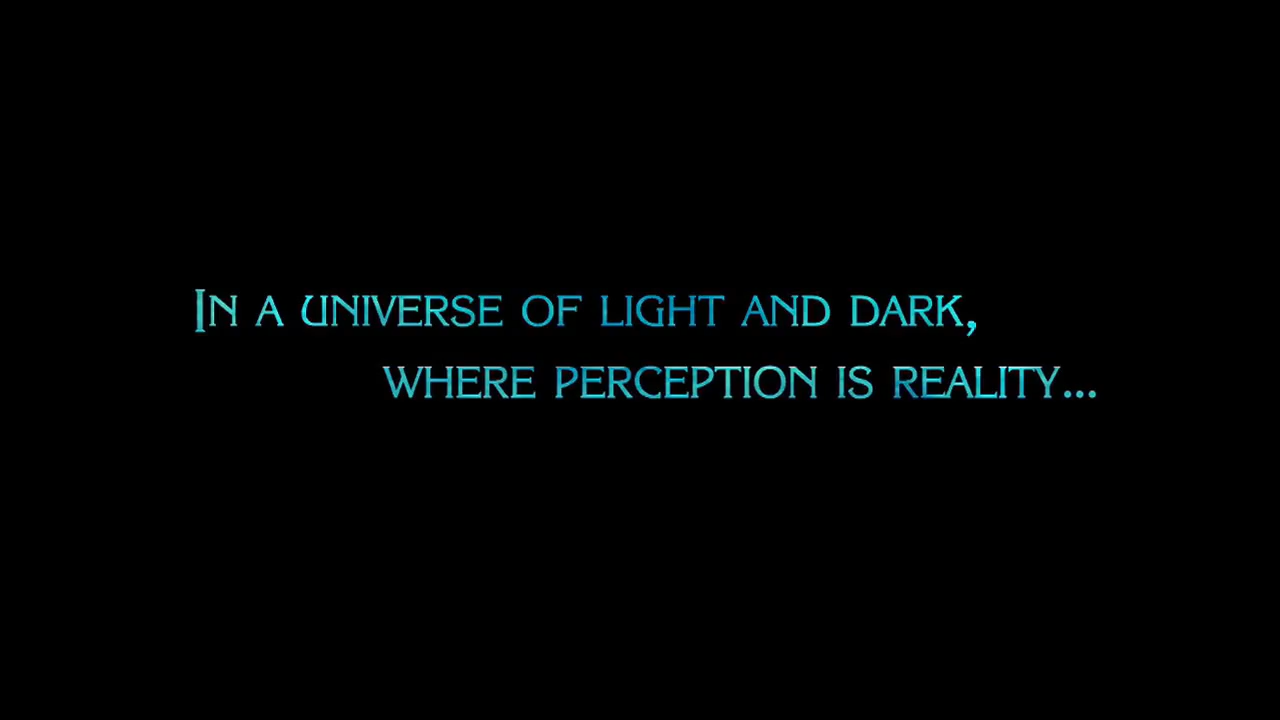 In a universe of light and dark,
where perception is reality...